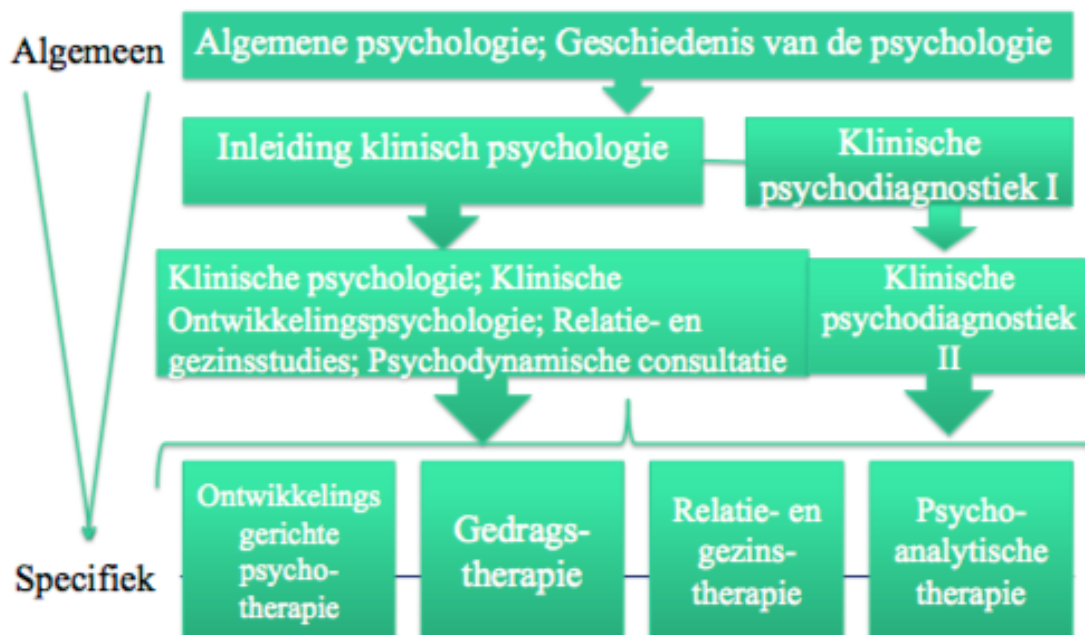 Algemeen
Algemene psychologie; Geschiedenis van de psychologie
Inleiding klinisch psychologie
Klinische
psychodiagnostiek I
Klinische psychologie; Klinische
Ontwikkelingspsychologie; Relatie- en
gezinsstudies; Psychodynamische consultatie
Klinische
psychodiagnostiek
II
Specifiek
Ontwikkelings
gerichte
psycho-
therapie
Gedrags-
therapie
Relatie- en
gezins-
therapie
Psycho-
analytische
therapie